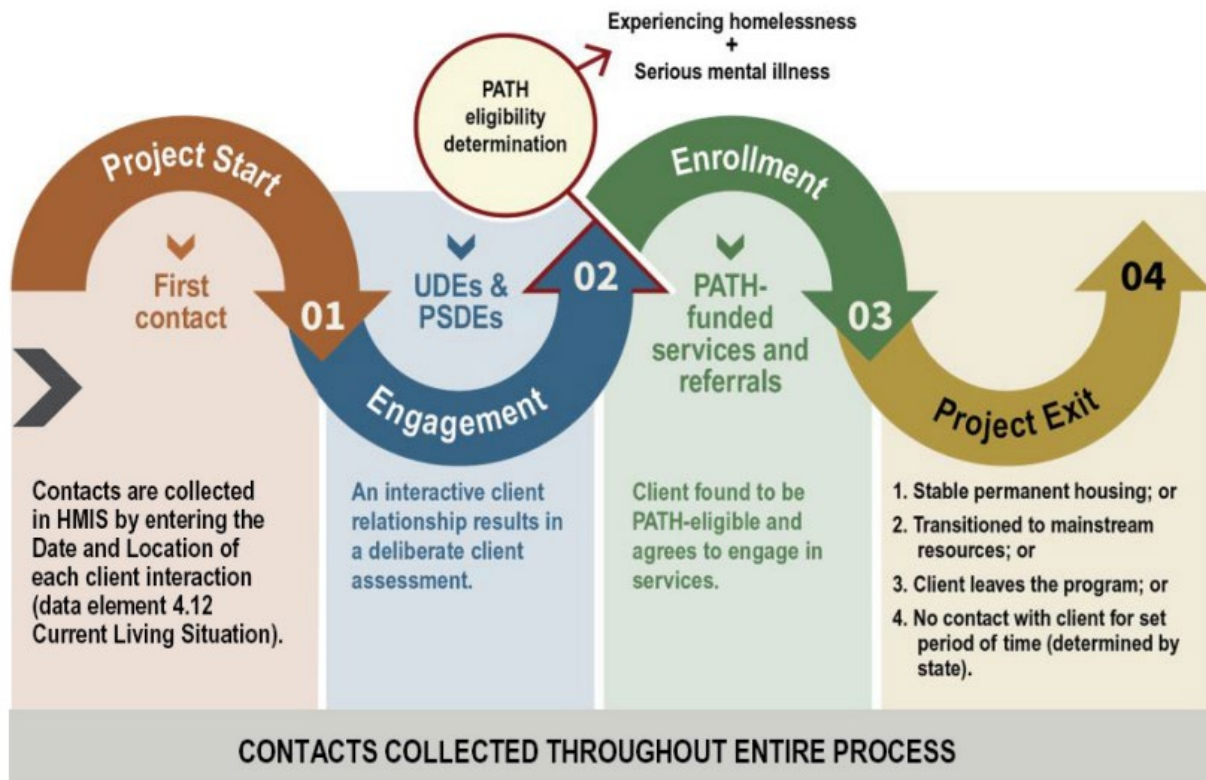 Experiencing homelessness
+
Serious mental illness
PATH
eligibility
determination
Project Start
First
contact
01
Contacts are collected
in HMIS by entering the
Date and Location of
each client interaction
(data element 4.12
Current Living Situation).
UDEs &
PSDEs
02
Engagement
An interactive client
relationship results in
a deliberate client
assessment.
Enrollment
PATH-
funded
services and
referrals
03
Client found to be
PATH-eligible and
agrees to engage in
services.
04
Project Exit
1. Stable permanent housing; or
2. Transitioned to mainstream
resources; or
3. Client leaves the program; or
4. No contact with client for set
period of time (determined by
state).
CONTACTS COLLECTED THROUGHOUT ENTIRE PROCESS